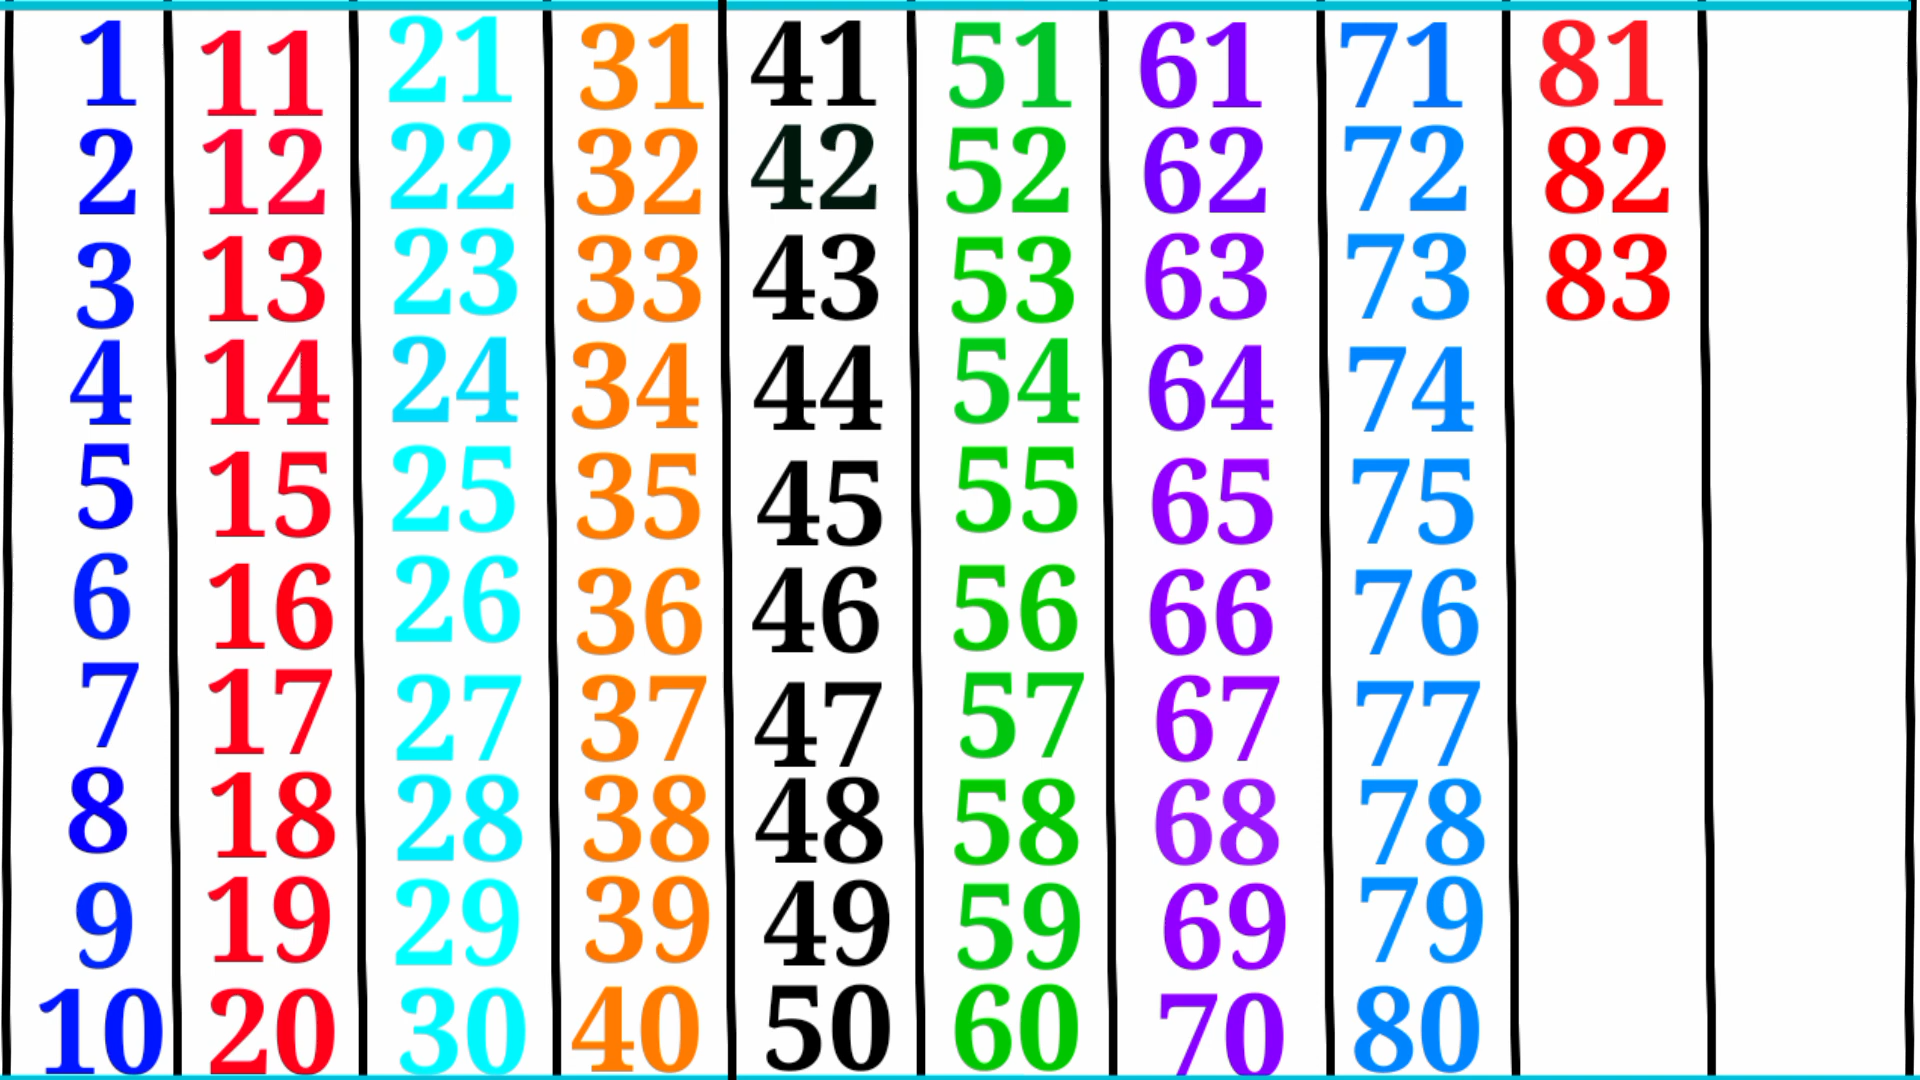 1 11 21 31 41 51 61 71 81
2 12 22 32 42 52 62 72 82
3 13 23 33 43 53 63 73 83
4 14 24 34 44 54 64 74
5 15 25 35 45 55 65 75
6 16 26 36 46 56 66 76
7 17 27 37 47 57 67 77
8 18 28 38 48 58 68 78
9 19 29 39 49 59 69 79
10 20 30 40 50 60 70 80